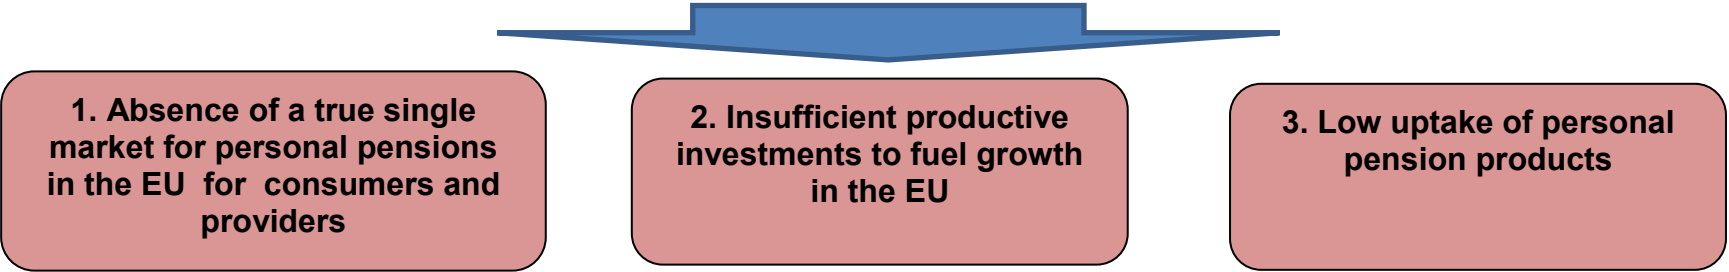 1. Absence of a true single
market for personal pensions
in the EU  for  consumers and
providers
2. Insufficient productive
investments to fuel growth
in the EU
3. Low uptake of personal
pension products